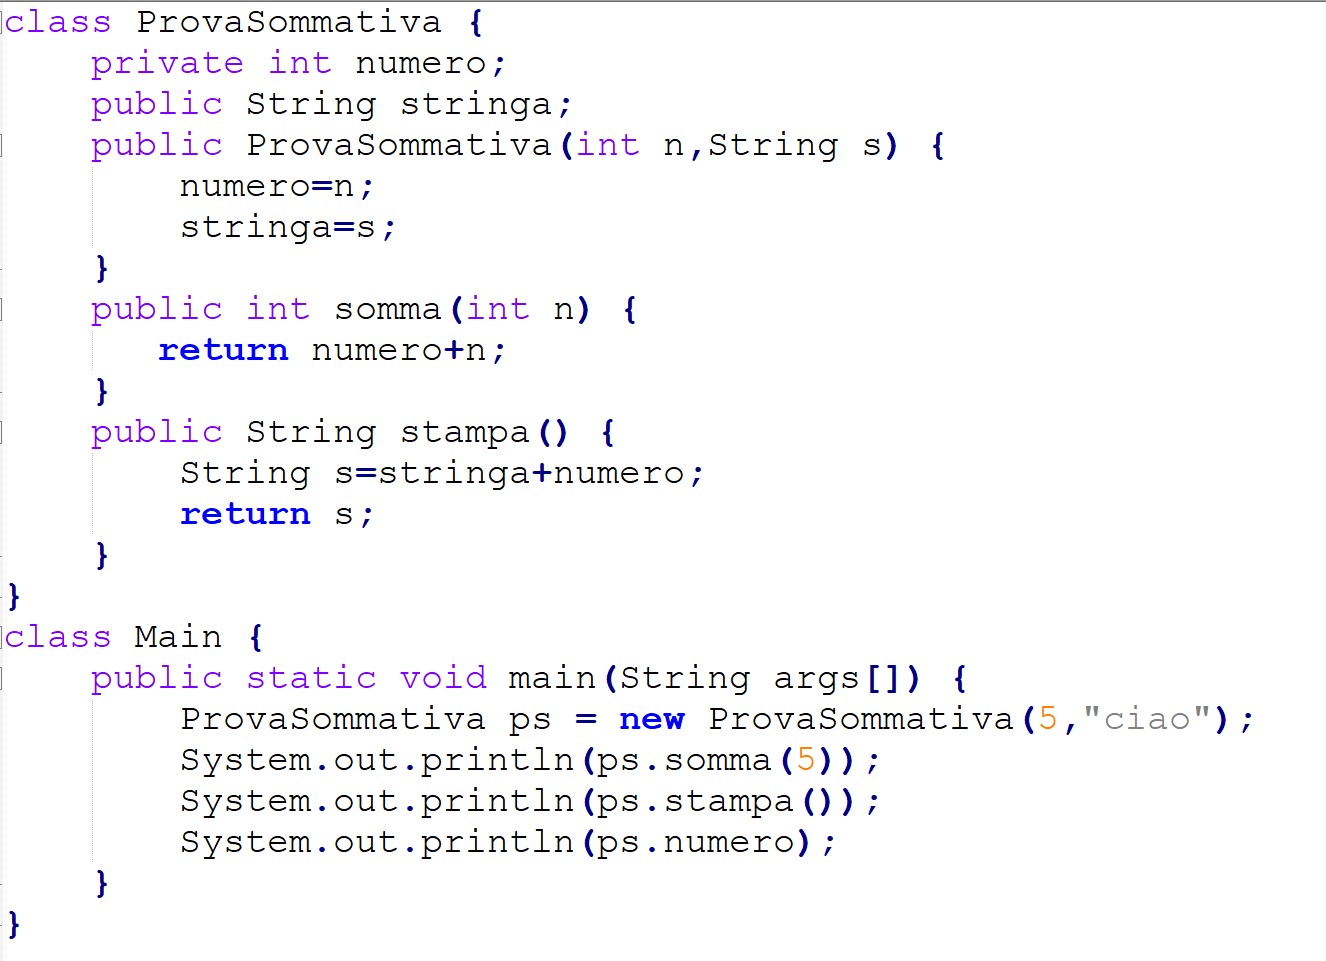 class ProvaSommativa {
    private int numero;
    public String stringa;
    public ProvaSommativa(int n,String s) {
        numero=n;
        stringa=s;
    }
    public int somma(int n) {
       return numero+n;
    }
    public String stampa() {
        String s=stringa+numero;
        return s;
    }
}
class Main {
    public static void main(String args[]) {
        ProvaSommativa ps = new ProvaSommativa(5,"ciao");
        System.out.println(ps.somma(5));
        System.out.println(ps.stampa());
        System.out.println(ps.numero);
    }
}